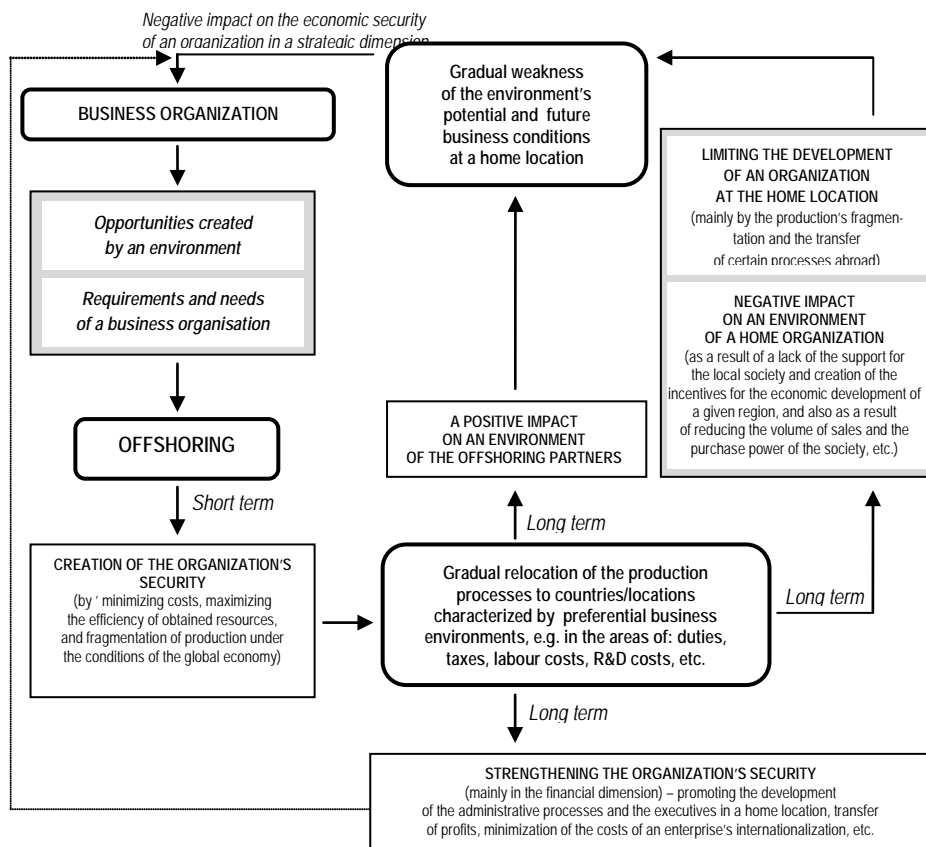 Negative impact on the economic security
of an organization in a strategic dimension
BUSINESS ORGANIZATION
Opportunities created
by an environment
Requirements and needs
of a business organisation
OFFSHORING
Short term
CREATION OF THE ORGANIZATION'S
SECURITY
(by ' minimizing costs, maximizing
the efficiency of obtained resources,
and fragmentation of production under
the conditions of the global economy)
Gradual weakness
of the environment's
potential and future
business conditions
at a home location
A POSITIVE IMPACT
ON AN ENVIRONMENT
OF THE OFFSHORING PARTNERS
Long term
Gradual relocation of the production
processes to countries/locations
characterized by preferential business
environments, e.g. in the areas of: duties,
taxes, labour costs, R&D costs, etc.
Long term
LIMITING THE DEVELOPMENT
OF AN ORGANIZATION
AT THE HOME LOCATION
(mainly by the production's fragmen-
tation and the transfer
of certain processes abroad)
NEGATIVE IMPACT
ON AN ENVIRONMENT
OF A HOME ORGANIZATION
(as a result of a lack of the support for
the local society and creation of the
incentives for the economic development of
a given region, and also as a result
of reducing the volume of sales and the
purchase power of the society, etc.)
Long term
STRENGTHENING THE ORGANIZATION'S SECURITY
(mainly in the financial dimension) – promoting the development
of the administrative processes and the executives in a home location, transfer
of profits, minimization of the costs of an enterprise's internationalization, etc.